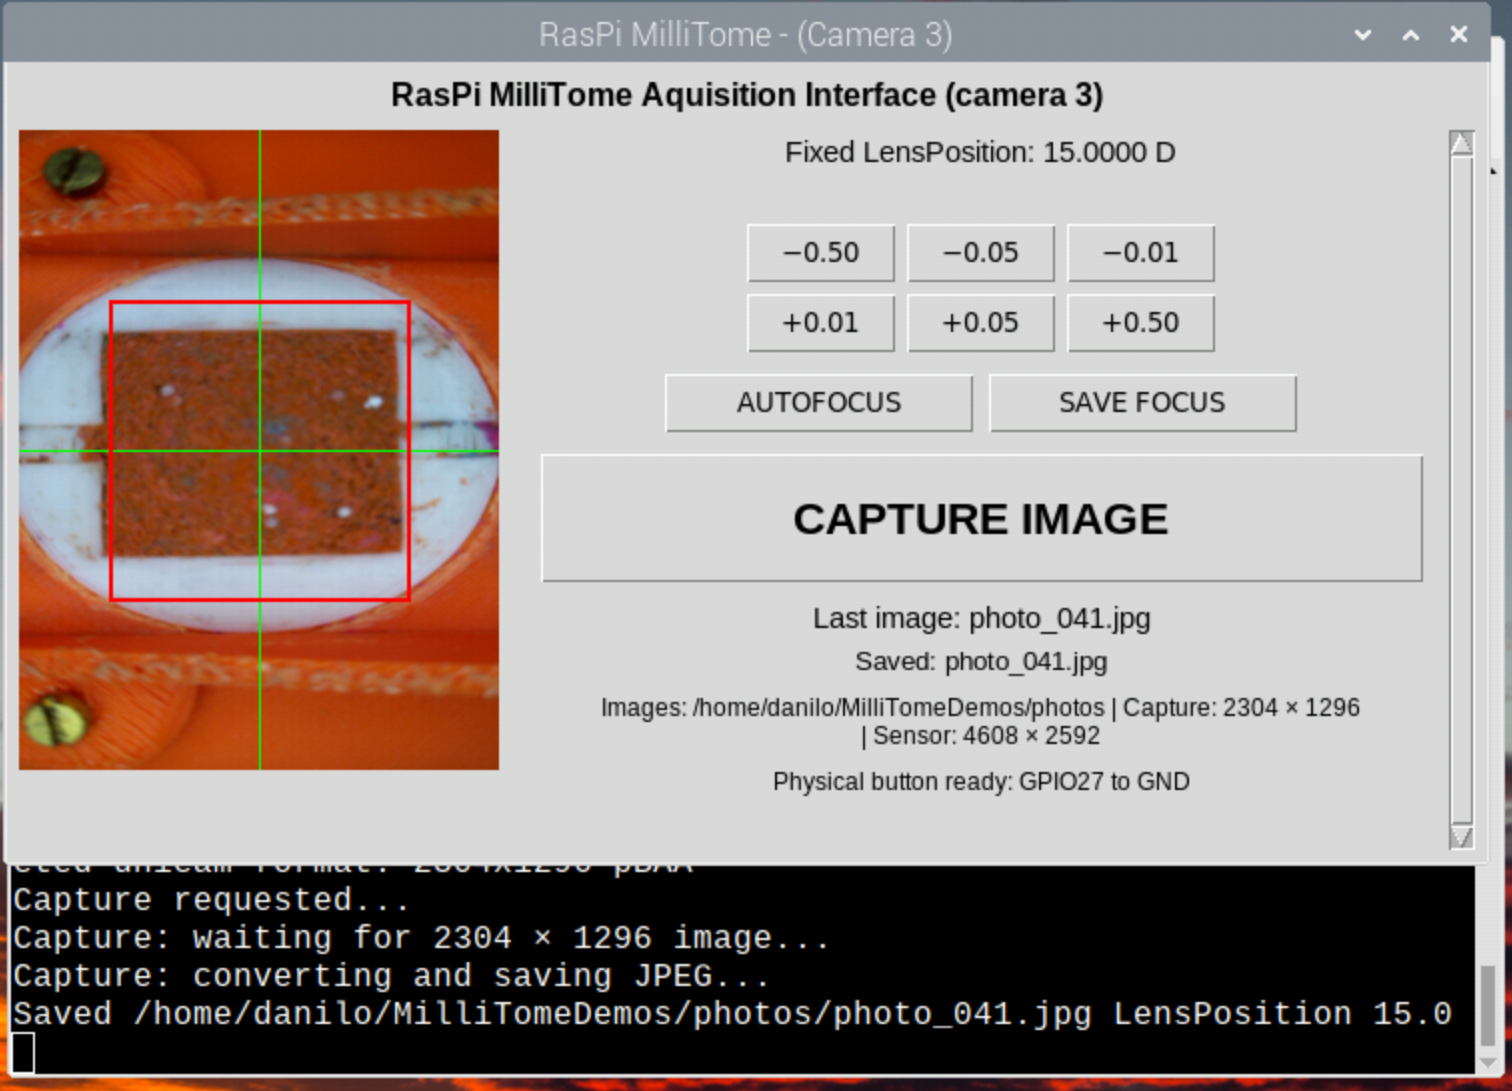 RasPi MilliTome - (Camera 3)
RasPi MilliTome Aquisition Interface (camera 3)
Fixed LensPosition: 15.0000 D
−0.50 −0.05 −0.01
+0.01 +0.05 +0.50
AUTOFOCUS SAVE FOCUS
CAPTURE IMAGE
Last image: photo_041.jpg
Saved: photo_041.jpg
Images: /home/danilo/MilliTomeDemos/photos | Capture: 2304 × 1296
| Sensor: 4608 × 2592
Physical button ready: GPIO27 to GND
Capture requested...
Capture: waiting for 2304 × 1296 image...
Capture: converting and saving JPEG...
Saved /home/danilo/MilliTomeDemos/photos/photo_041.jpg LensPosition 15.0